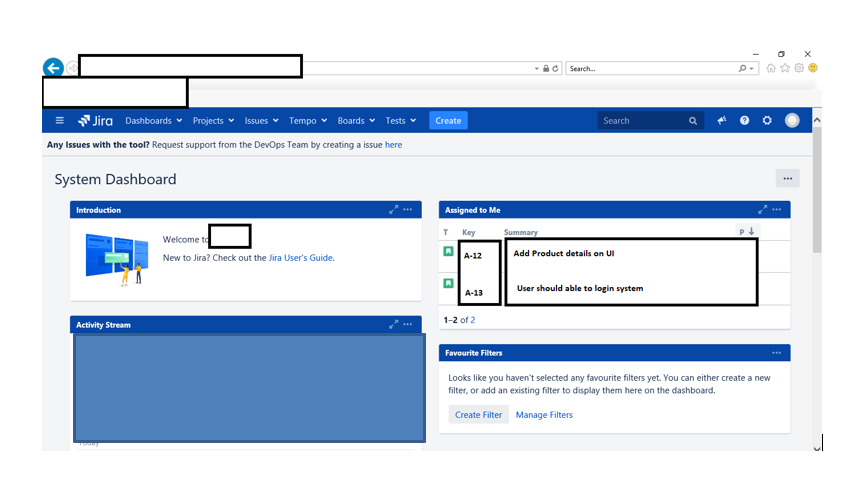 Search...
Jira Dashboards Projects Issues Tempo Boards Tests Create Search
Any Issues with the tool? Request support from the DevOps Team by creating a issue here
System Dashboard
Introduction
Welcome to
New to Jira? Check out the Jira User's Guide.
Activity Stream
Today
Assigned to Me
T Key Summary P
A-12 Add Product details on UI
A-13 User should able to login system
1–2 of 2
Favourite Filters
Looks like you haven't selected any favourite filters yet. You can either create a new
filter, or add an existing filter to display them here on the dashboard.
Create Filter Manage Filters